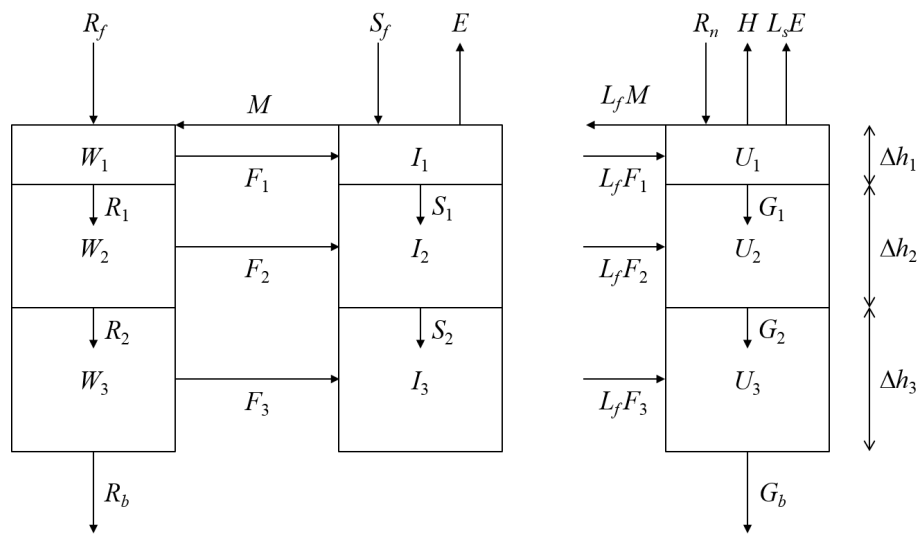 R_f S_f E R_n H L_sE
M L_fM
W_1 F_1 I_1 L_fF_1 U_1 Δh_1
R_1 S_1 G_1
W_2 F_2 I_2 L_fF_2 U_2 Δh_2
R_2 S_2 G_2
W_3 F_3 I_3 L_fF_3 U_3 Δh_3
R_b G_b